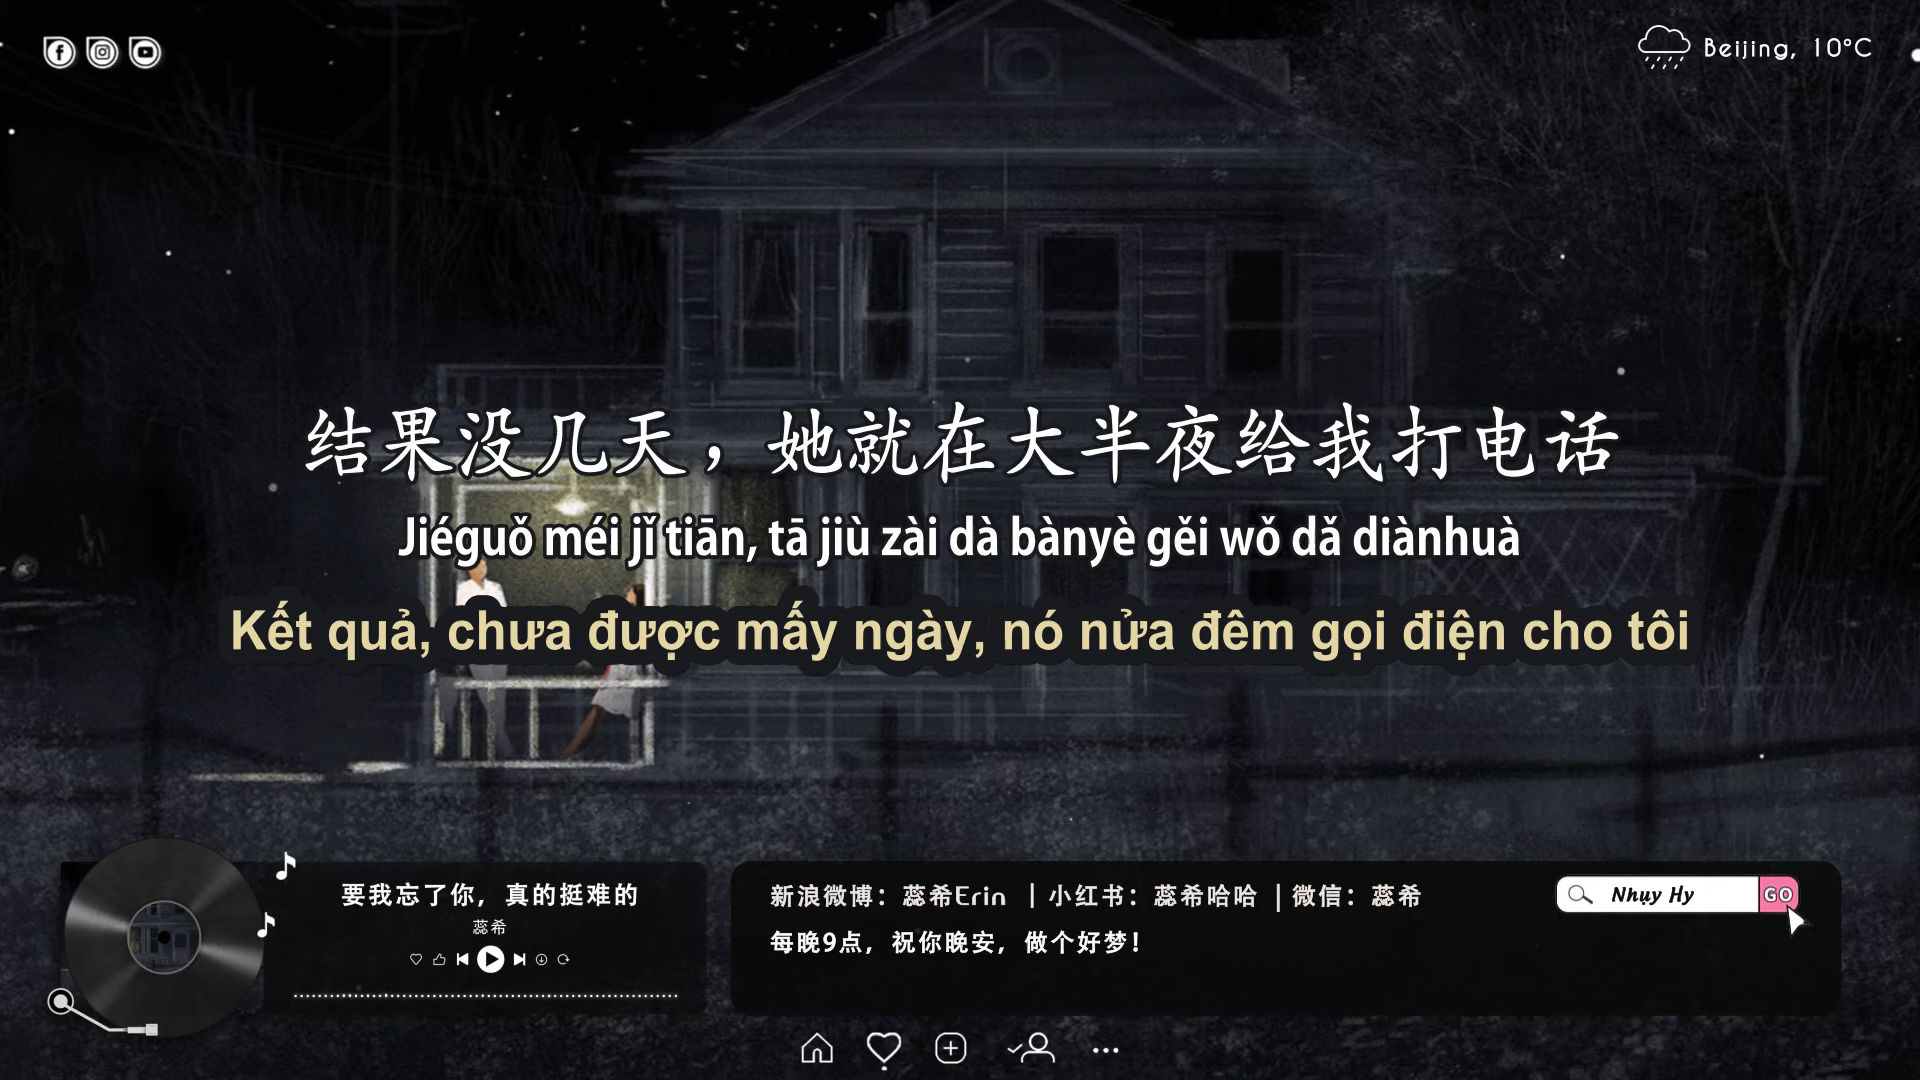 Beijing, 10°C
结果没几天，她就在大半夜给我打电话
Jiéguǒ méi jǐ tiān, tā jiù zài dà bànyè gěi wǒ dǎ diànhuà
Kết quả, chưa được mấy ngày, nó nửa đêm gọi điện cho tôi
要我忘了你，真的挺难的
蕊希
新浪微博：蕊希Erin ｜小红书：蕊希哈哈 ｜微信：蕊希
每晚9点，祝你晚安，做个好梦！
Nhụy Hy
GO